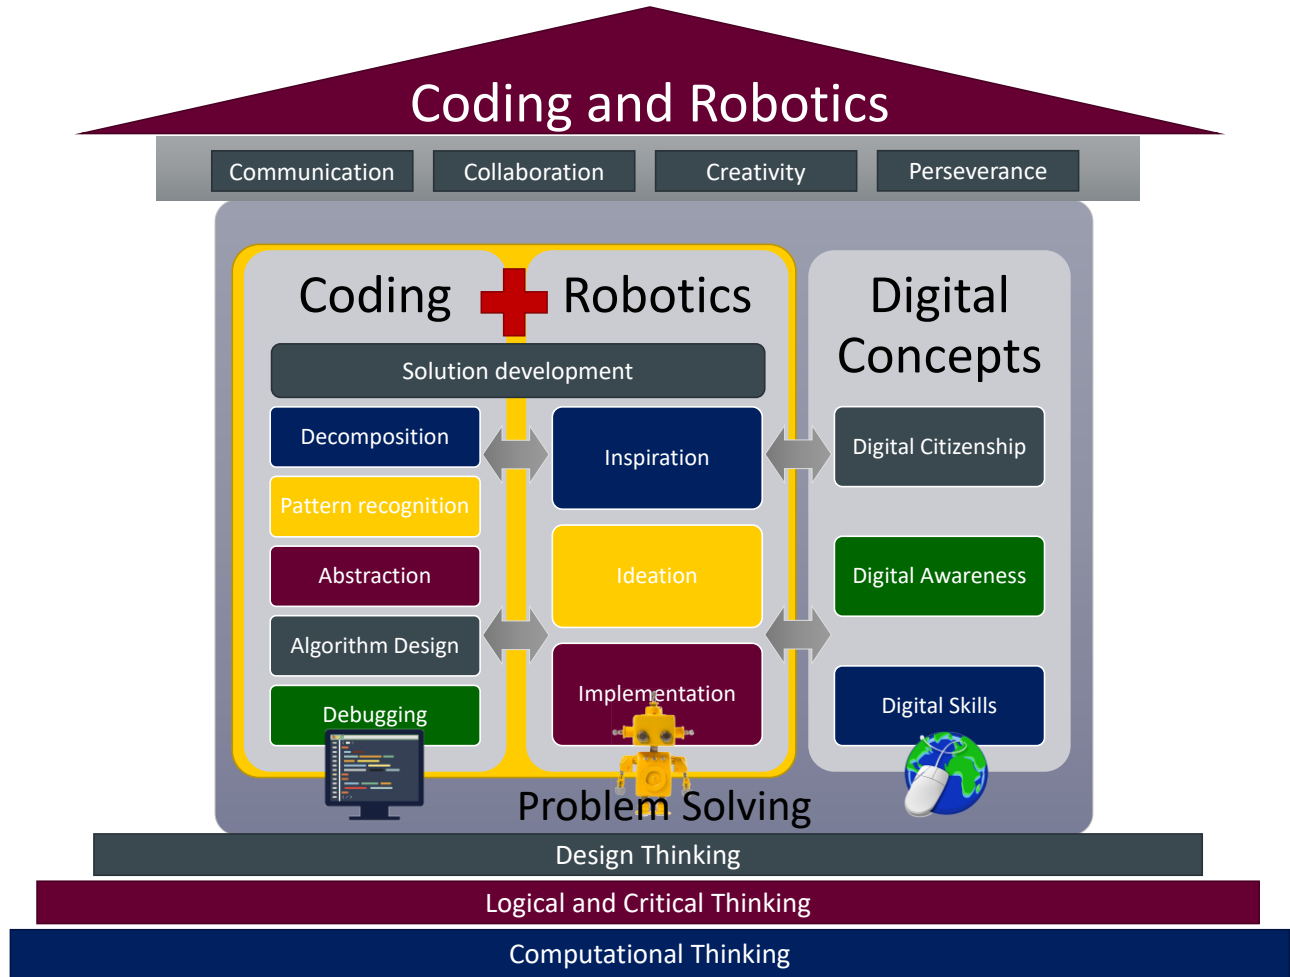 Coding and Robotics
Communication
Collaboration
Creativity
Perseverance
Coding
Robotics
Digital
Concepts
Solution development
Decomposition
Pattern recognition
Abstraction
Algorithm Design
Debugging
Inspiration
Ideation
Implementation
Digital Citizenship
Digital Awareness
Digital Skills
Problem Solving
Design Thinking
Logical and Critical Thinking
Computational Thinking